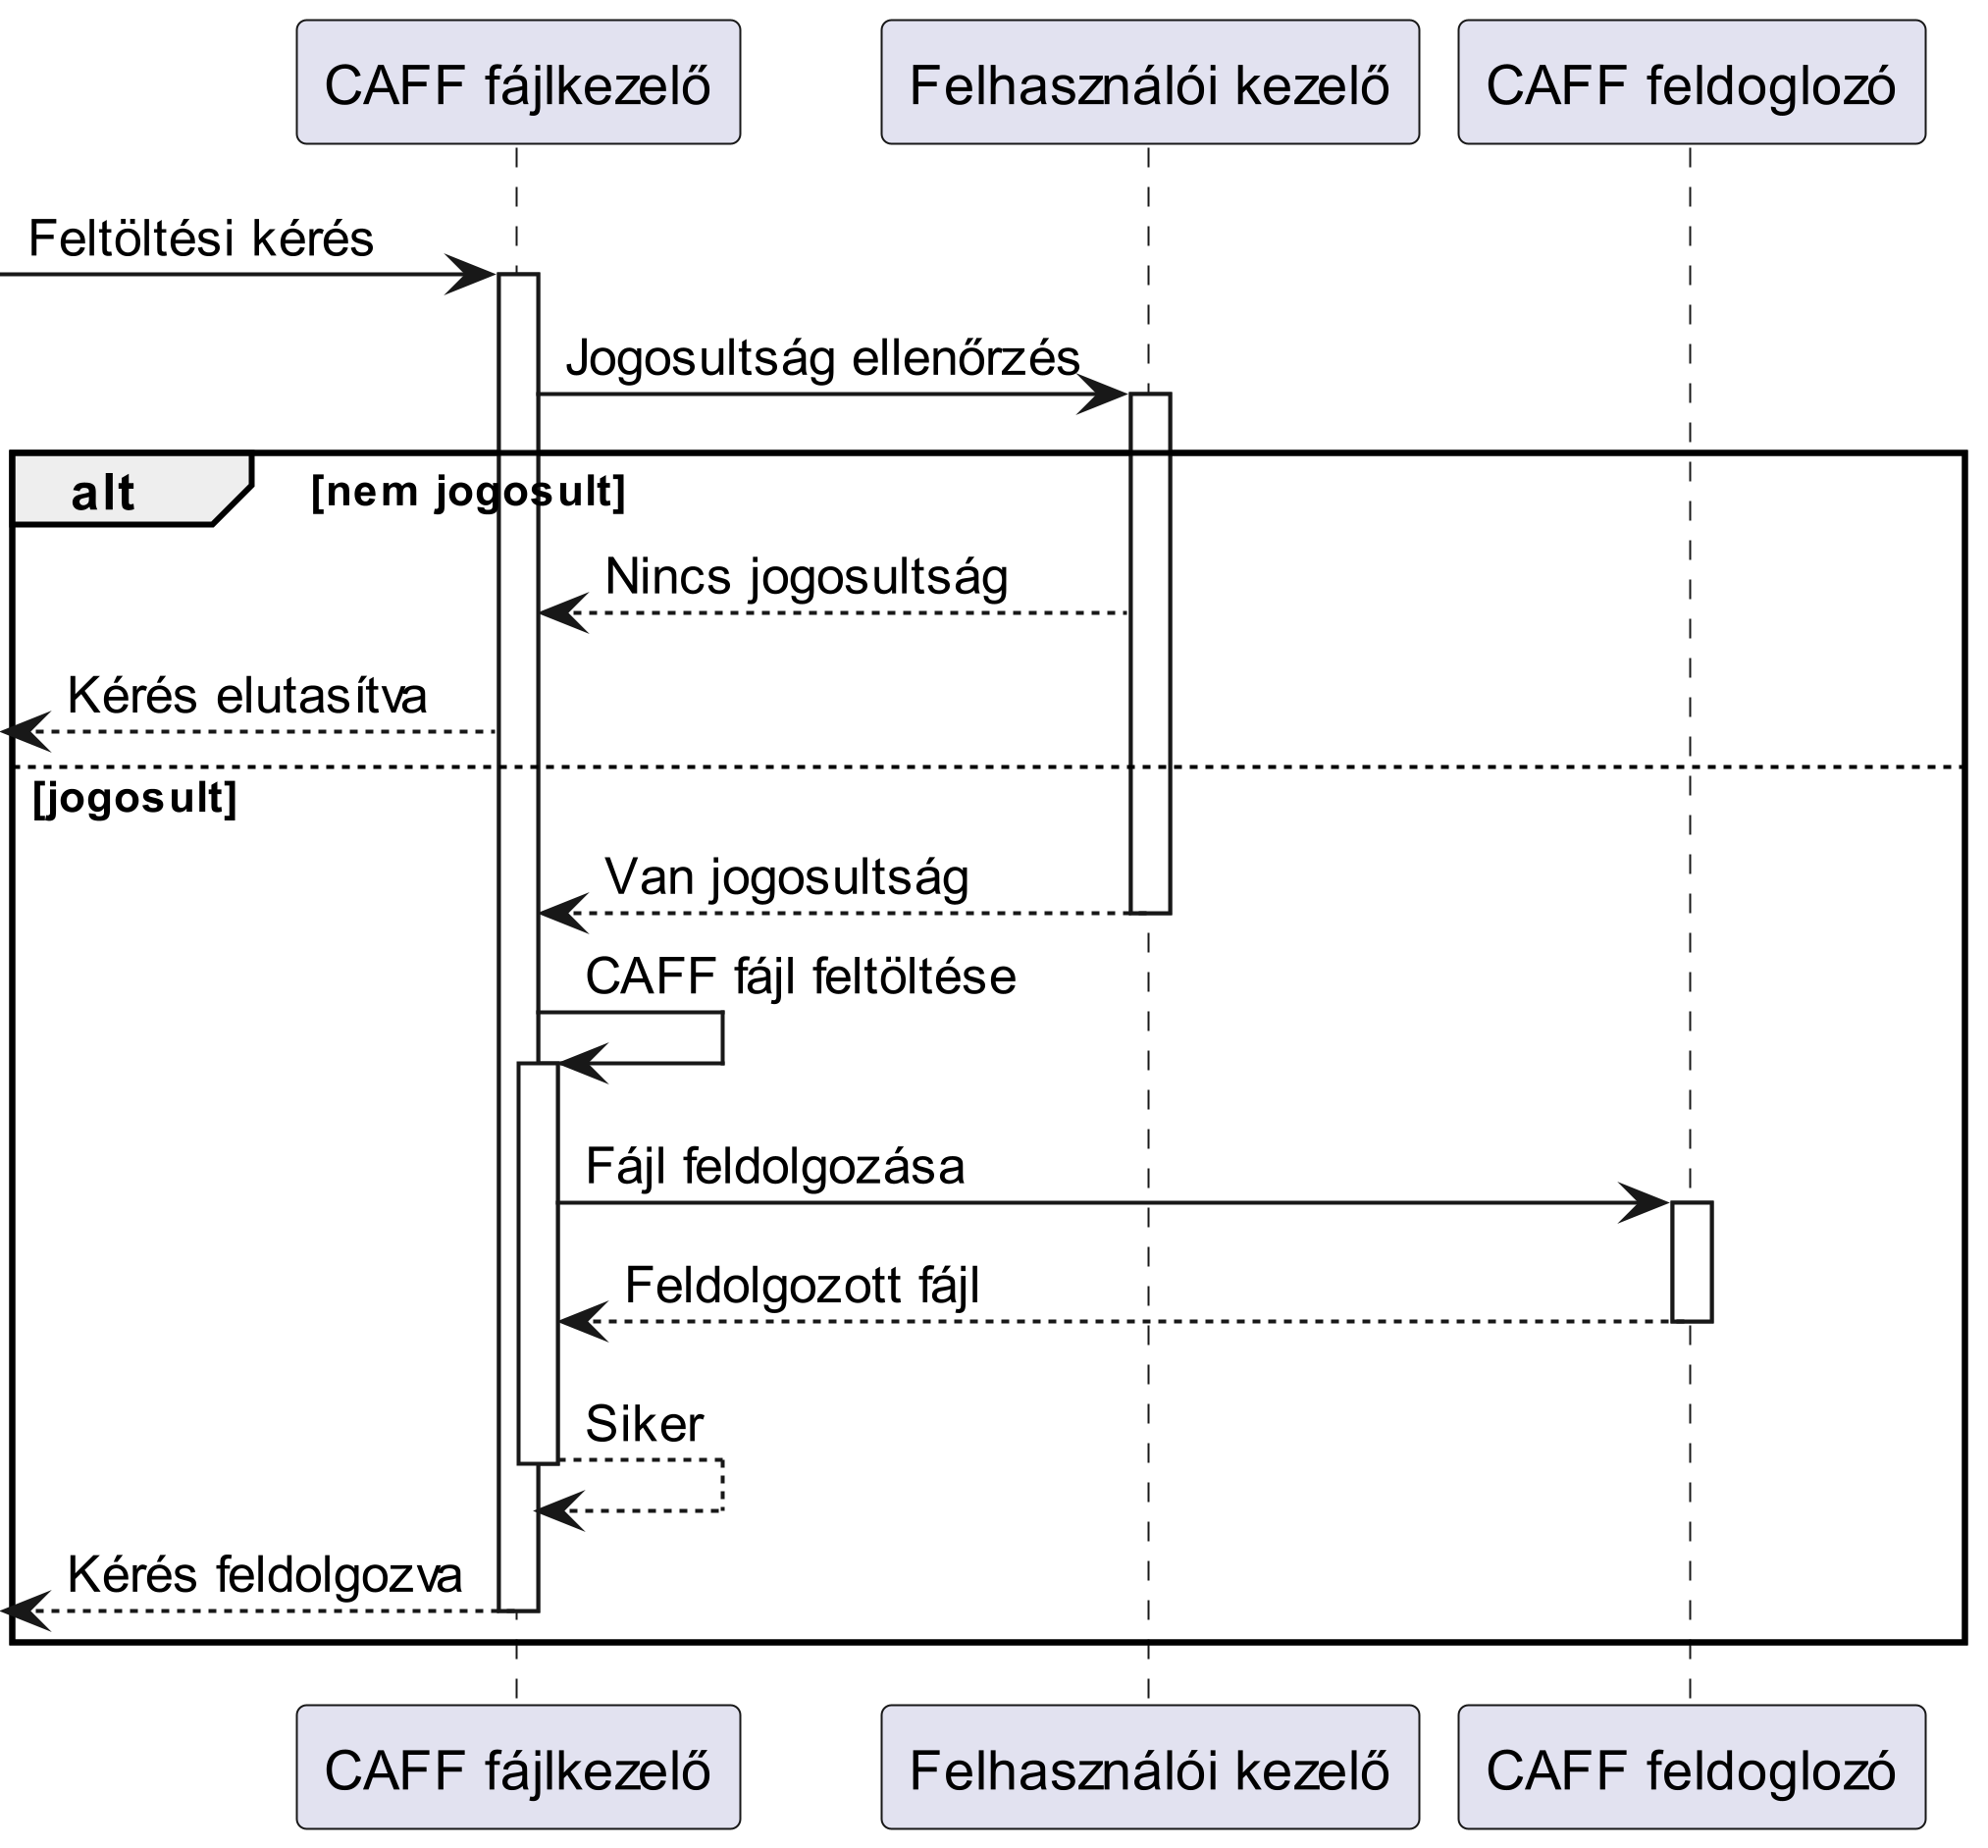 CAFF fájlkezelő
Felhasználói kezelő
CAFF feldoglozó
Feltöltési kérés
Jogosultság ellenőrzés
alt
[nem jogosult]
Nincs jogosultság
Kérés elutasítva
[jogosult]
Van jogosultság
CAFF fájl feltöltése
Fájl feldolgozása
Feldolgozott fájl
Siker
Kérés feldolgozva
CAFF fájlkezelő
Felhasználói kezelő
CAFF feldoglozó